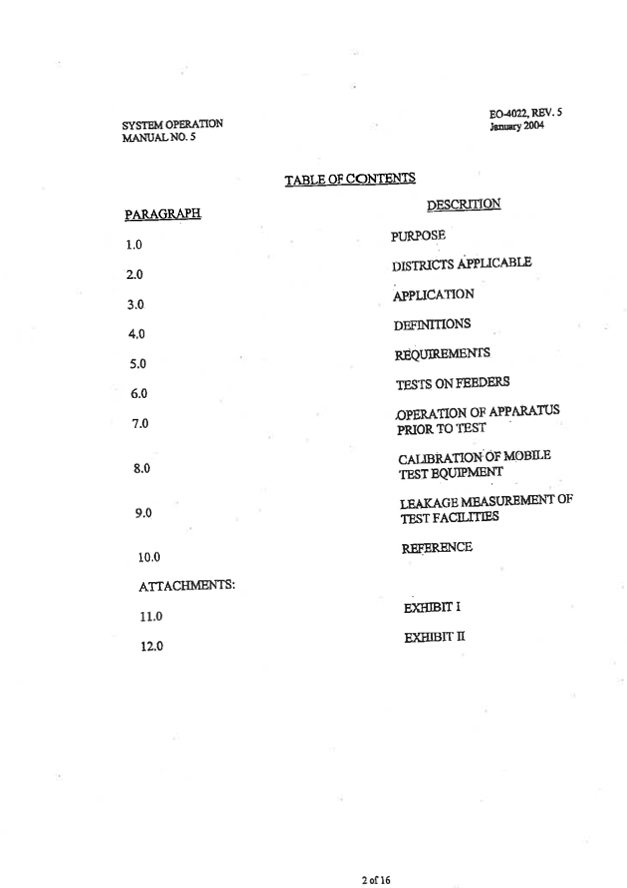 SYSTEM OPERATION
MANUAL NO. 5
EO-4022, REV. 5
January 2004
TABLE OF CONTENTS
PARAGRAPH DESCRITION
1.0 PURPOSE
2.0 DISTRICTS APPLICABLE
3.0 APPLICATION
4.0 DEFINITIONS
5.0 REQUIREMENTS
6.0 TESTS ON FEEDERS
7.0 OPERATION OF APPARATUS
PRIOR TO TEST
8.0 CALIBRATION OF MOBILE
TEST EQUIPMENT
9.0 LEAKAGE MEASUREMENT OF
TEST FACILITIES
10.0 REFERENCE
ATTACHMENTS:
11.0 EXHIBIT I
12.0 EXHIBIT II
2 of 16